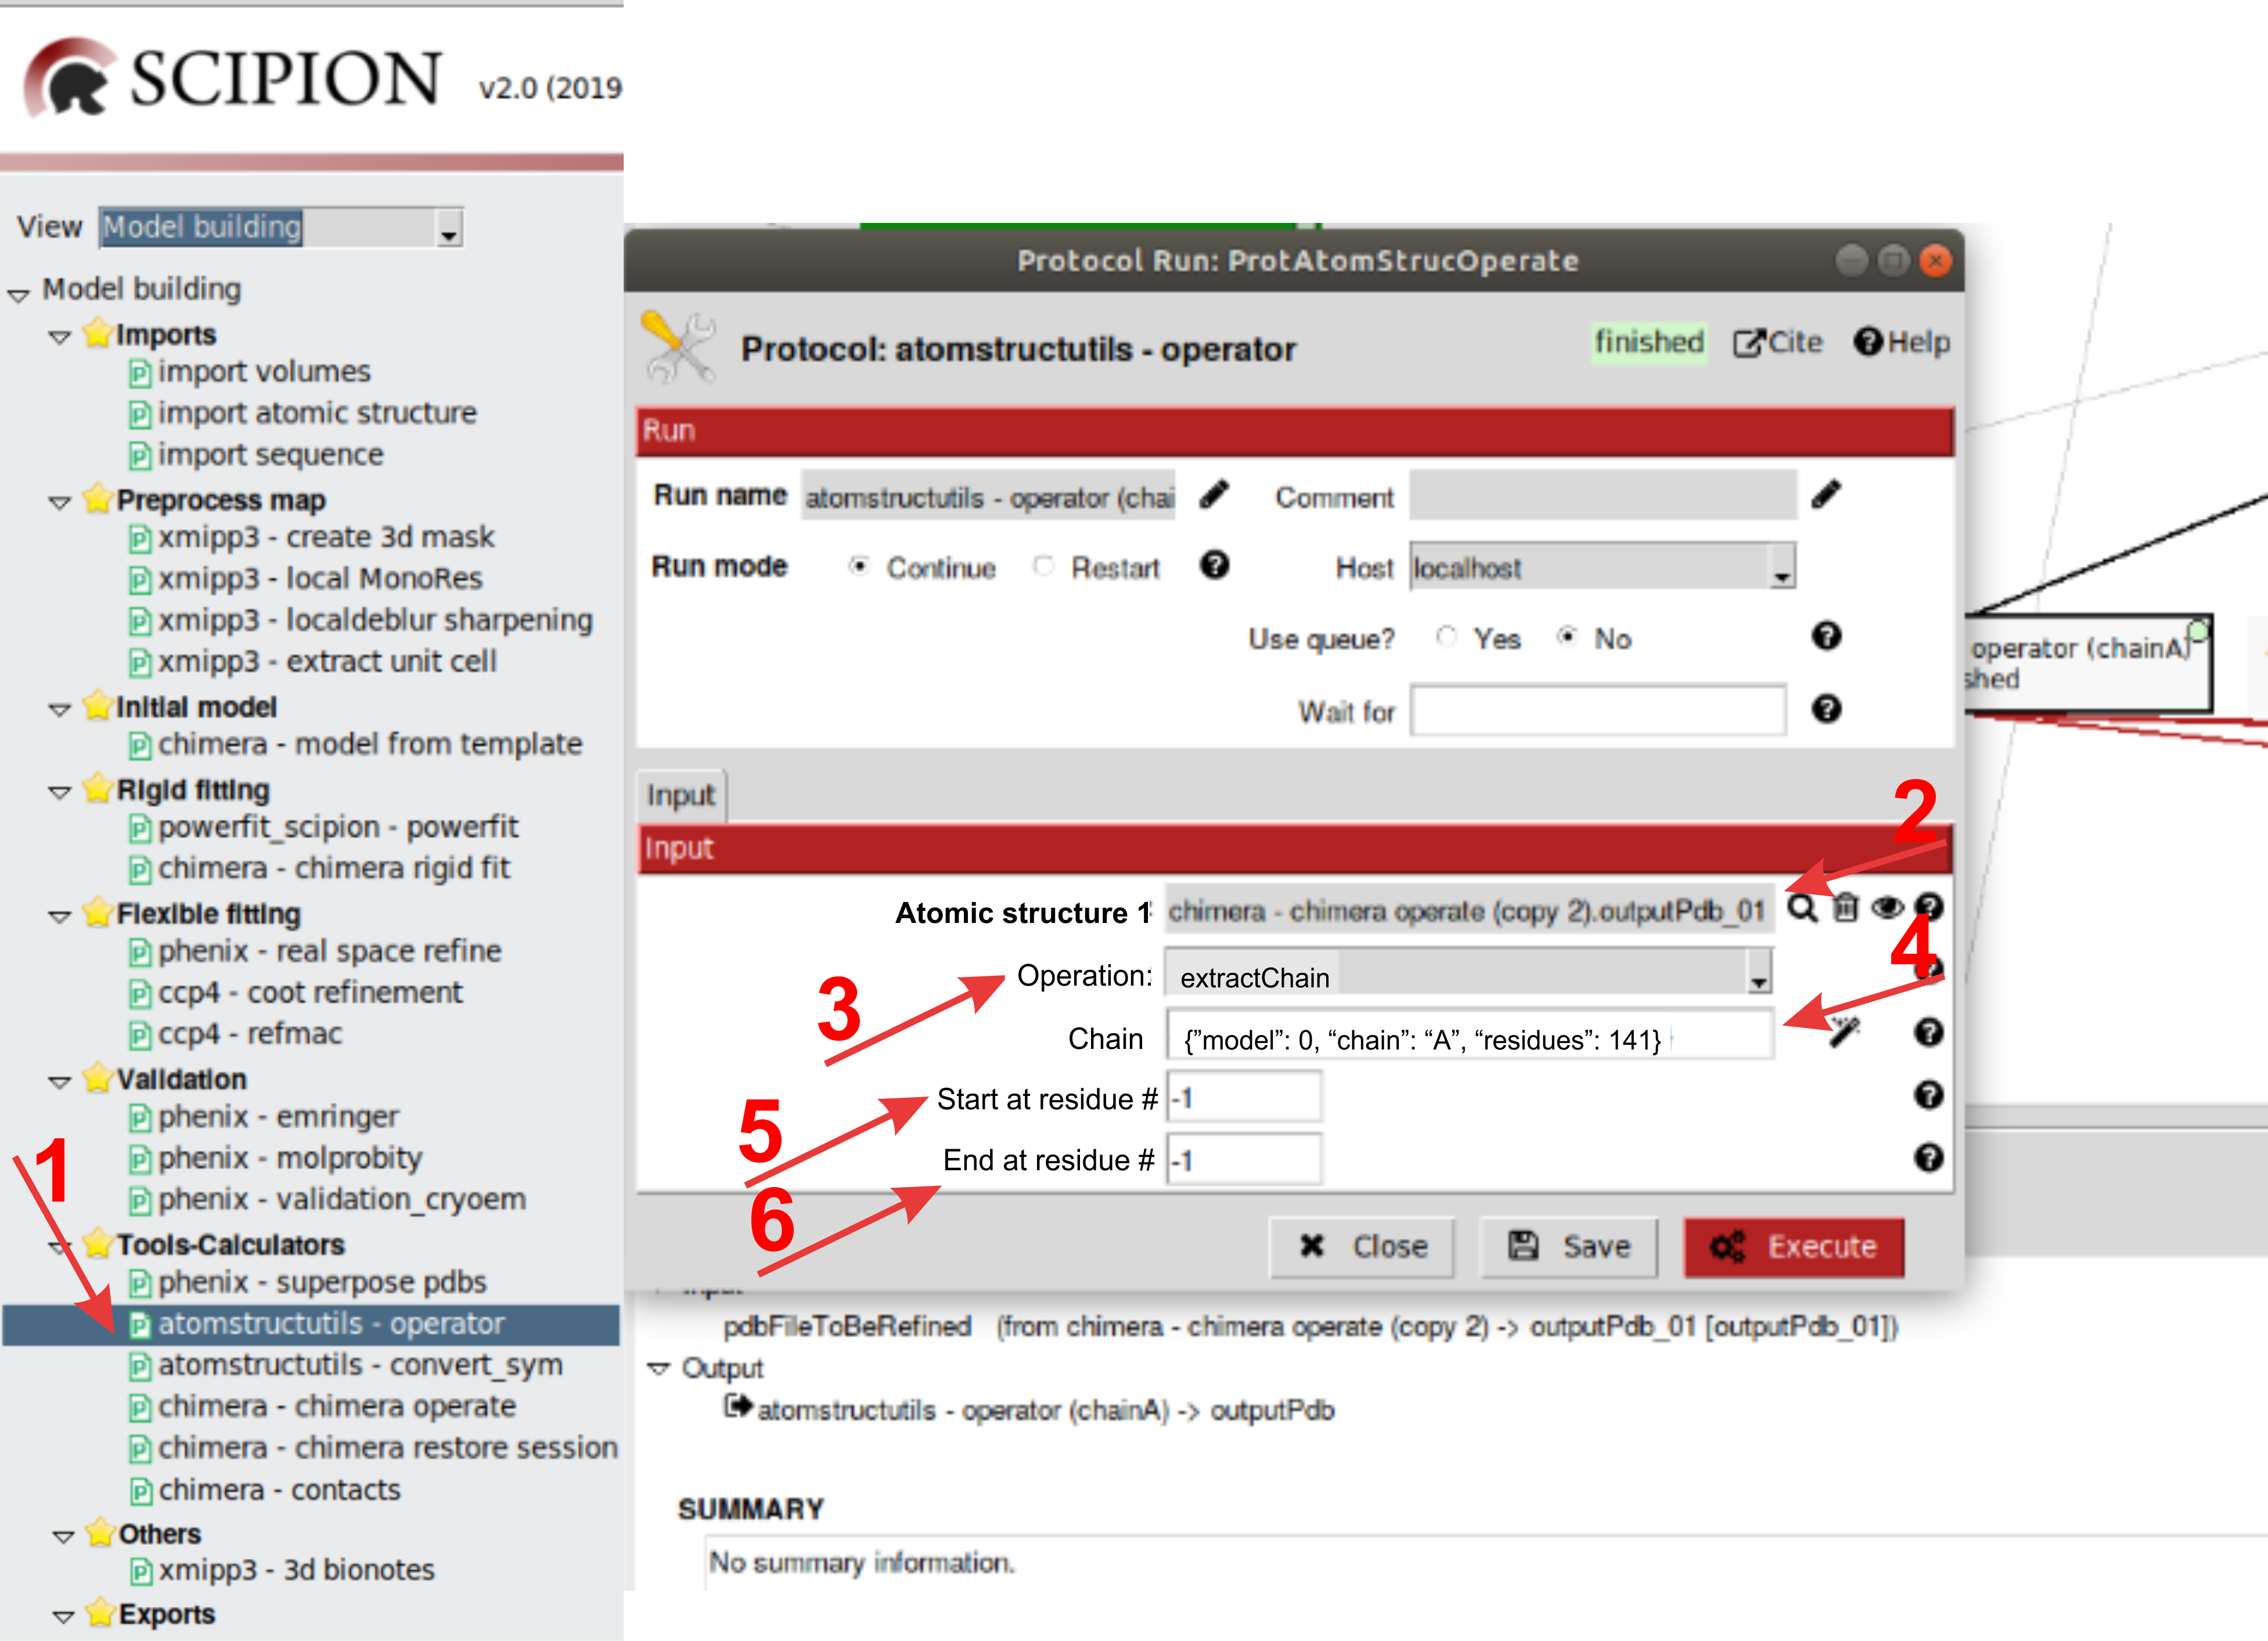 SCIPION v2.0 (2019
View Model building
Model building
Imports
import volumes
import atomic structure
import sequence
Preprocess map
xmipp3 - create 3d mask
xmipp3 - local MonoRes
xmipp3 - localdeblur sharpening
xmipp3 - extract unit cell
Initial model
chimera - model from template
Rigid fitting
powerfit_scipion - powerfit
chimera - chimera rigid fit
Flexible fitting
phenix - real space refine
ccp4 - coot refinement
ccp4 - refmac
Validation
phenix - emringer
phenix - molprobity
phenix - validation_cryoem
1
Tools-Calculators
phenix - superpose pdbs
atomstructutils - operator
atomstructutils - convert_sym
chimera - chimera operate
chimera - chimera restore session
chimera - contacts
Others
xmipp3 - 3d bionotes
Exports
Protocol Run: ProtAtomStrucOperate
Protocol: atomstructutils - operator finished Cite Help
Run
Run name atomstructutils - operator (chai Comment
Run mode Continue Restart Host localhost
Use queue? Yes No
Wait for
Input
Input
2
Atomic structure 1 chimera - chimera operate (copy 2).outputPdb_01
3 Operation: extractChain 4
Chain {”model”: 0, “chain”: “A”, “residues”: 141}
5 Start at residue # -1
6 End at residue # -1
Close Save Execute
operator (chainA)
shed
pdbFileToBeRefined (from chimera - chimera operate (copy 2) -> outputPdb_01 [outputPdb_01])
Output
atomstructutils - operator (chainA) -> outputPdb
SUMMARY
No summary information.